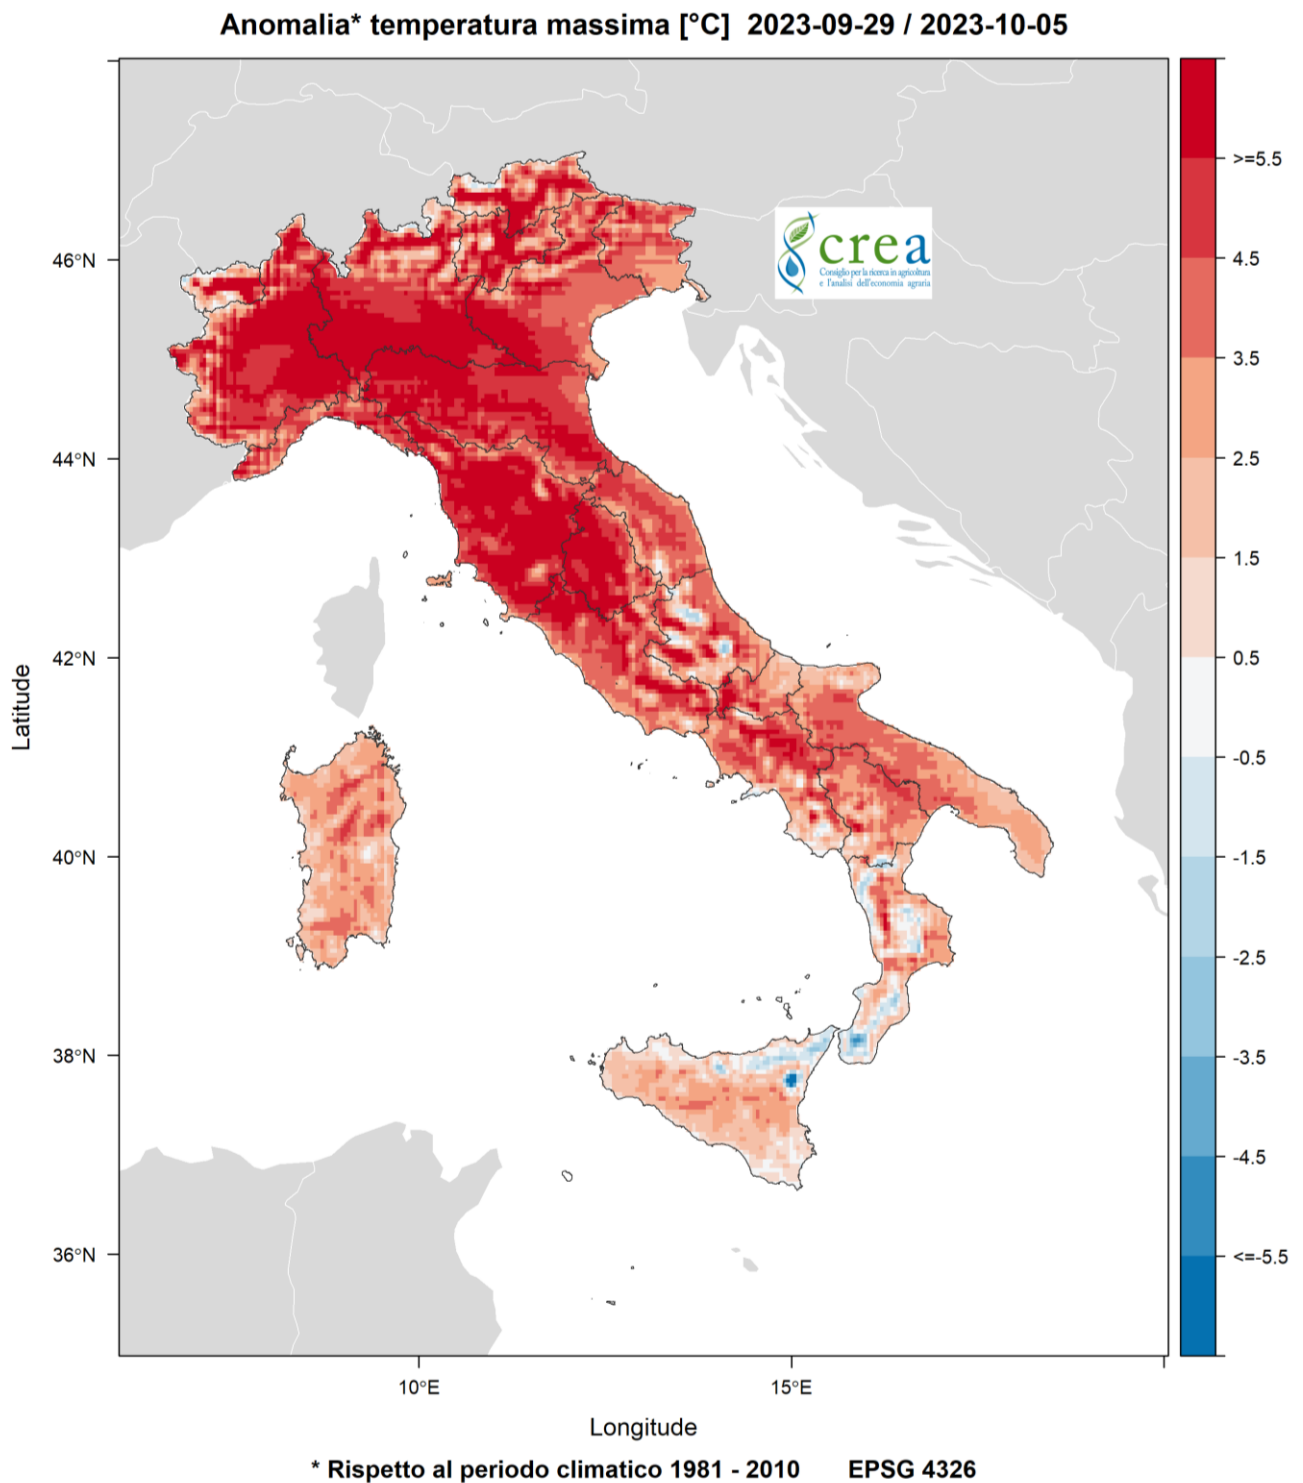 Anomalia* temperatura massima [°C]  2023-09-29 / 2023-10-05
>=5.5
4.5
3.5
2.5
1.5
0.5
-0.5
-1.5
-2.5
-3.5
-4.5
<=-5.5
46°N
44°N
42°N
40°N
38°N
36°N
Latitude
crea
Consiglio per la ricerca in agricoltura
e l'analisi dell'economia agraria
10°E
15°E
Longitude
* Rispetto al periodo climatico 1981 - 2010
EPSG 4326